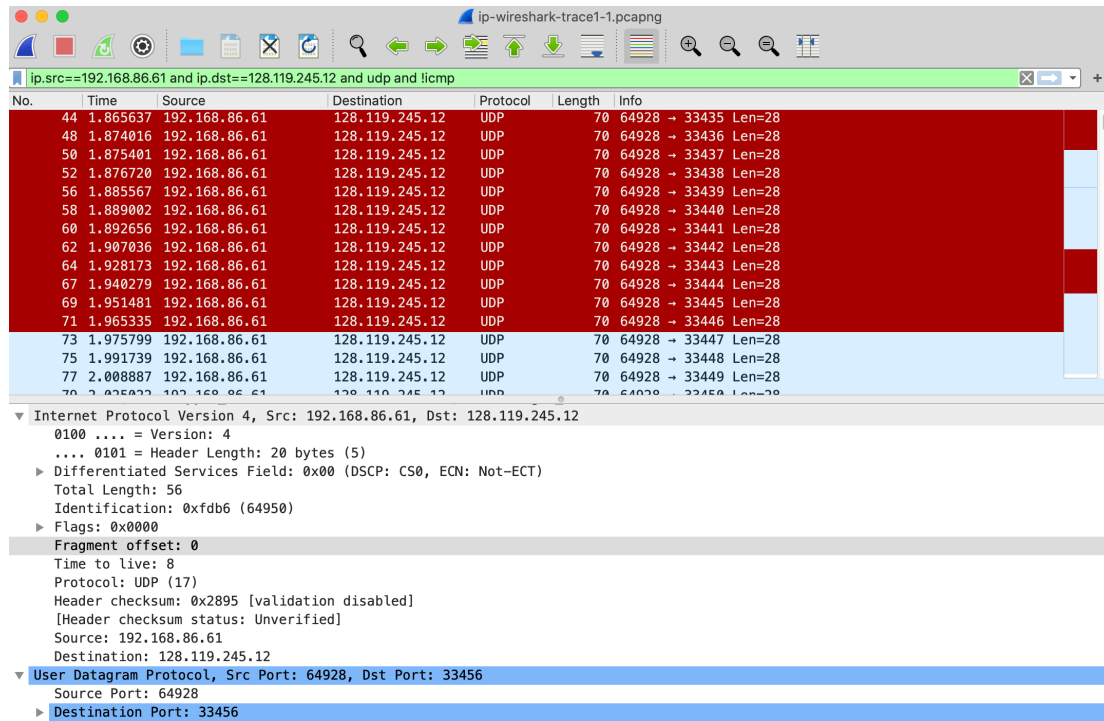 ip-wireshark-trace1-1.pcapng
ip.src==192.168.86.61 and ip.dst==128.119.245.12 and udp and !icmp
No. Time Source Destination Protocol Length Info
44 1.865637 192.168.86.61 128.119.245.12 UDP 70 64928 → 33435 Len=28
48 1.874016 192.168.86.61 128.119.245.12 UDP 70 64928 → 33436 Len=28
50 1.875401 192.168.86.61 128.119.245.12 UDP 70 64928 → 33437 Len=28
52 1.876720 192.168.86.61 128.119.245.12 UDP 70 64928 → 33438 Len=28
56 1.885567 192.168.86.61 128.119.245.12 UDP 70 64928 → 33439 Len=28
58 1.889002 192.168.86.61 128.119.245.12 UDP 70 64928 → 33440 Len=28
60 1.892656 192.168.86.61 128.119.245.12 UDP 70 64928 → 33441 Len=28
62 1.907036 192.168.86.61 128.119.245.12 UDP 70 64928 → 33442 Len=28
64 1.928173 192.168.86.61 128.119.245.12 UDP 70 64928 → 33443 Len=28
67 1.940279 192.168.86.61 128.119.245.12 UDP 70 64928 → 33444 Len=28
69 1.951481 192.168.86.61 128.119.245.12 UDP 70 64928 → 33445 Len=28
71 1.965335 192.168.86.61 128.119.245.12 UDP 70 64928 → 33446 Len=28
73 1.975799 192.168.86.61 128.119.245.12 UDP 70 64928 → 33447 Len=28
75 1.991739 192.168.86.61 128.119.245.12 UDP 70 64928 → 33448 Len=28
77 2.008887 192.168.86.61 128.119.245.12 UDP 70 64928 → 33449 Len=28
Internet Protocol Version 4, Src: 192.168.86.61, Dst: 128.119.245.12
0100 .... = Version: 4
.... 0101 = Header Length: 20 bytes (5)
Differentiated Services Field: 0x00 (DSCP: CS0, ECN: Not-ECT)
Total Length: 56
Identification: 0xfdb6 (64950)
Flags: 0x0000
Fragment offset: 0
Time to live: 8
Protocol: UDP (17)
Header checksum: 0x2895 [validation disabled]
[Header checksum status: Unverified]
Source: 192.168.86.61
Destination: 128.119.245.12
User Datagram Protocol, Src Port: 64928, Dst Port: 33456
Source Port: 64928
Destination Port: 33456